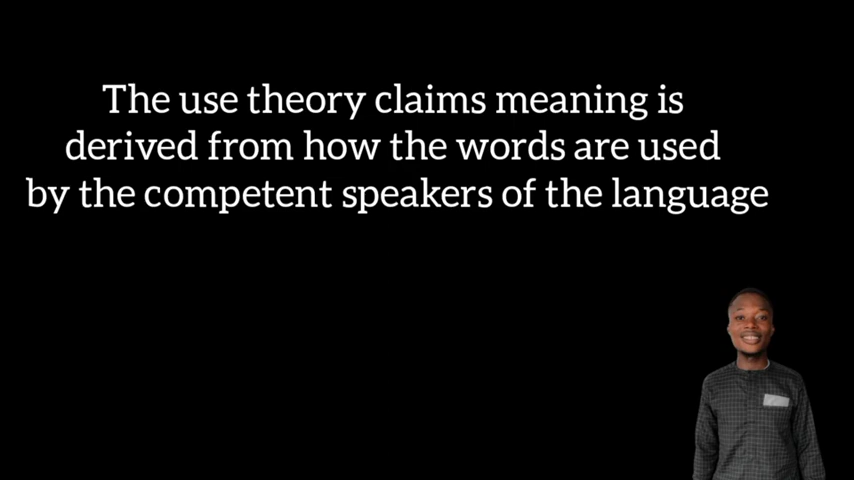 The use theory claims meaning is
derived from how the words are used
by the competent speakers of the language